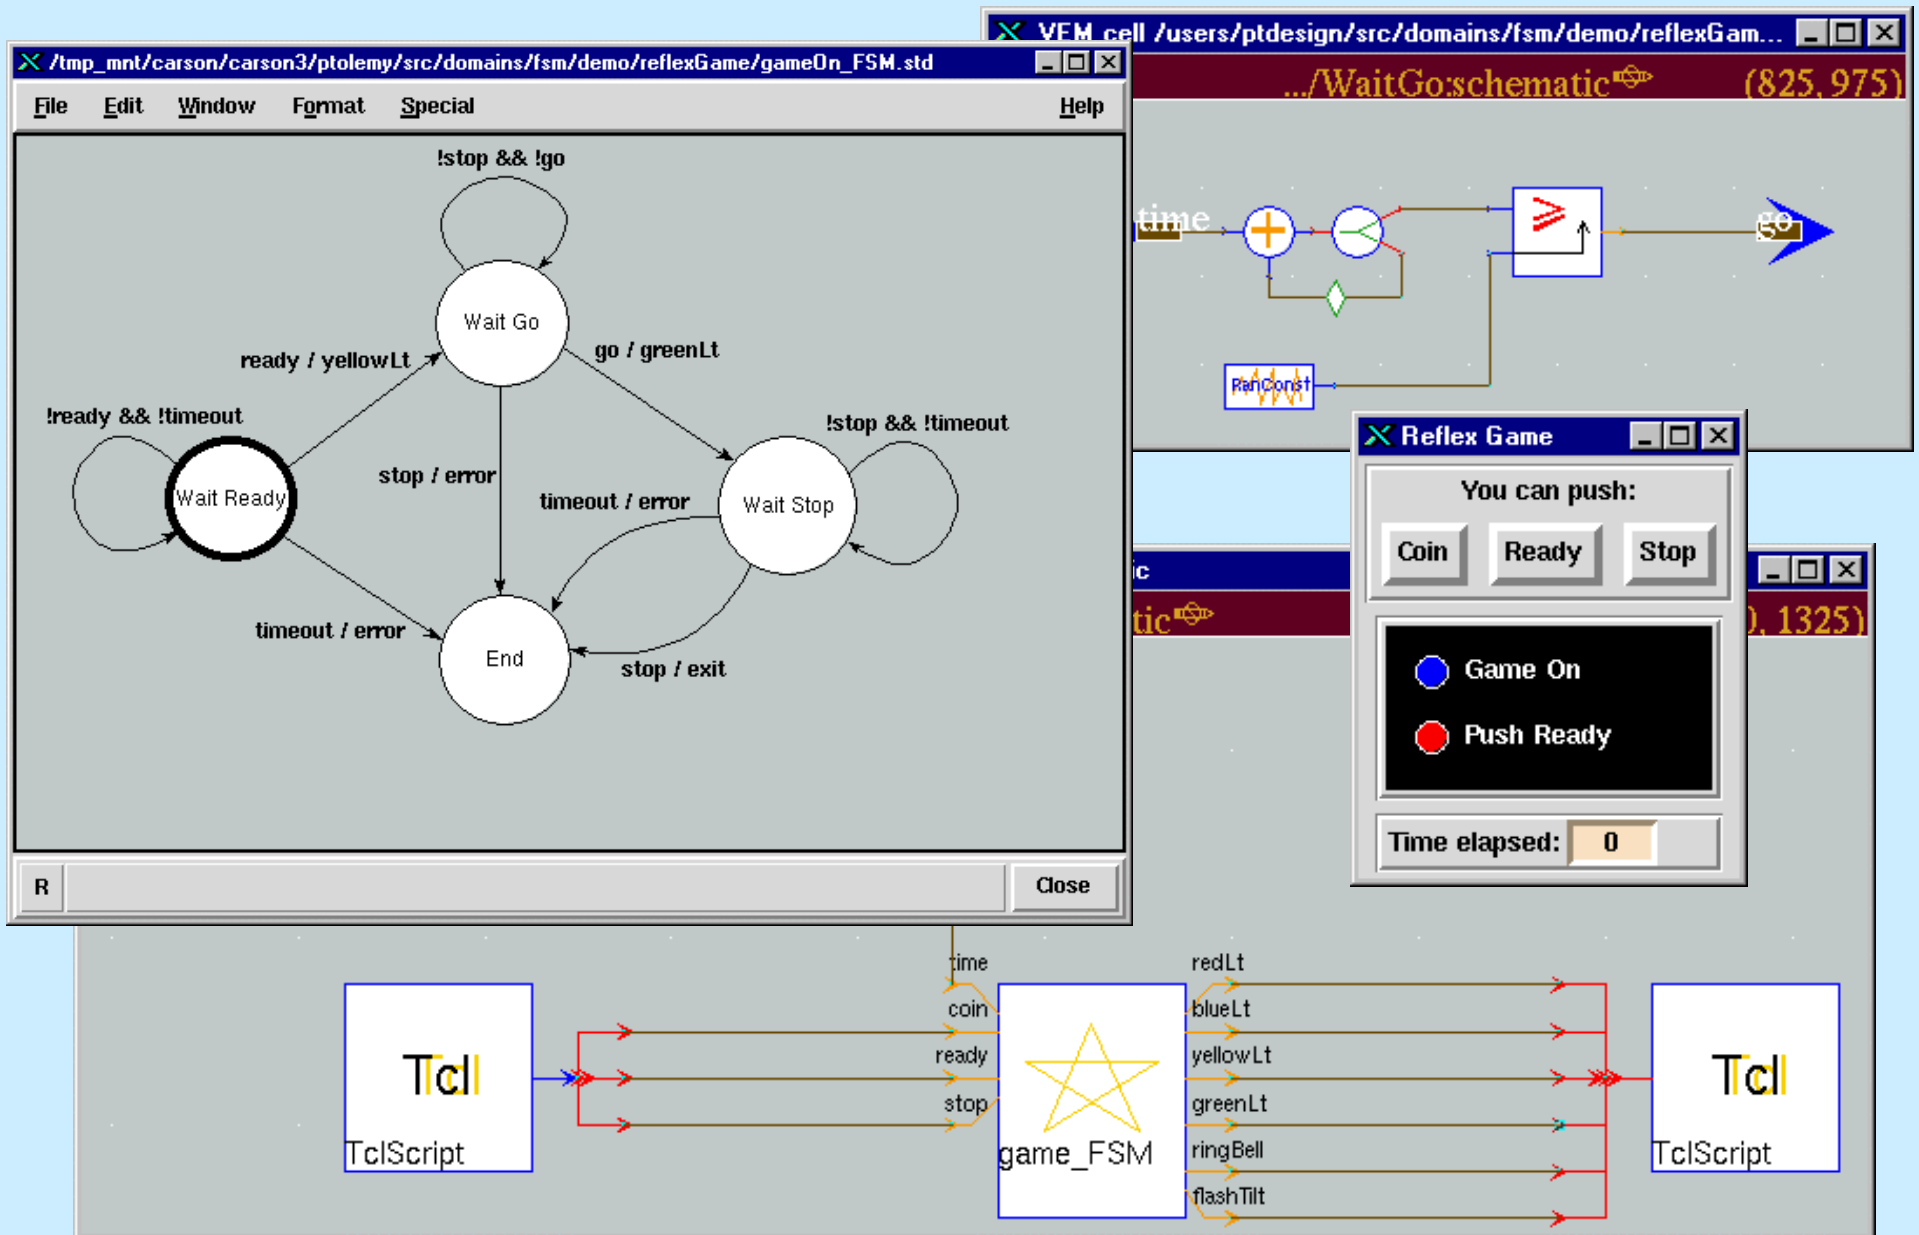 VEM cell /users/ptdesign/src/domains/fsm/demo/reflexGam...
.../WaitGo:schematic (825, 975)
time
go
RanConst
/tmp_mnt/carson/carson3/ptolemy/src/domains/fsm/demo/reflexGame/gameOn_FSM.std
File Edit Window Format Special Help
!stop && !go
Wait Go
ready / yellowLt
go / greenLt
!ready && !timeout
!stop && !timeout
stop / error
Wait Ready
timeout / error
Wait Stop
timeout / error
End
stop / exit
R
Close
Reflex Game
You can push:
Coin Ready Stop
Game On
Push Ready
Time elapsed: 0
ic
tic ), 1325)
time
coin
ready
stop
redLt
blueLt
yellowLt
greenLt
ringBell
flashTilt
Tcl
TclScript
game_FSM
Tcl
TclScript